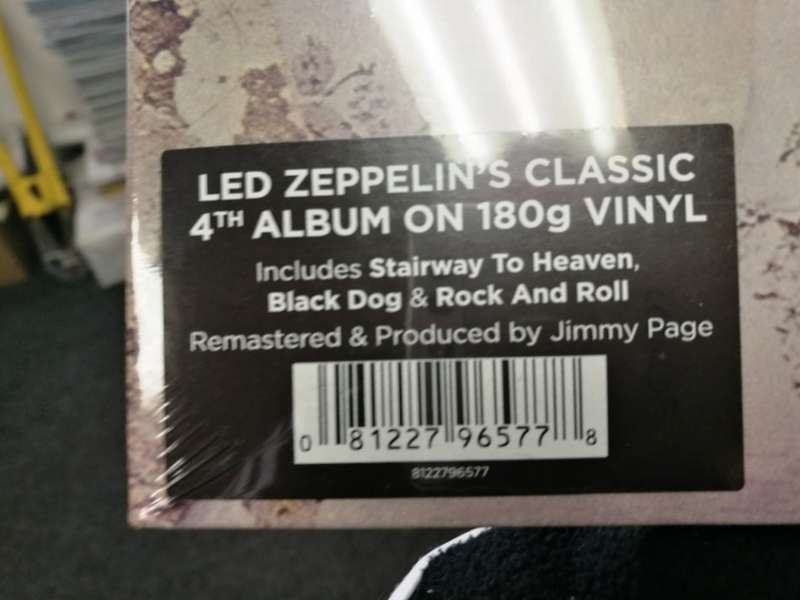 LED ZEPPELIN'S CLASSIC
4TH ALBUM ON 180g VINYL
Includes Stairway To Heaven,
Black Dog & Rock And Roll
Remastered & Produced by Jimmy Page
0 81227 96577 8
8122796577